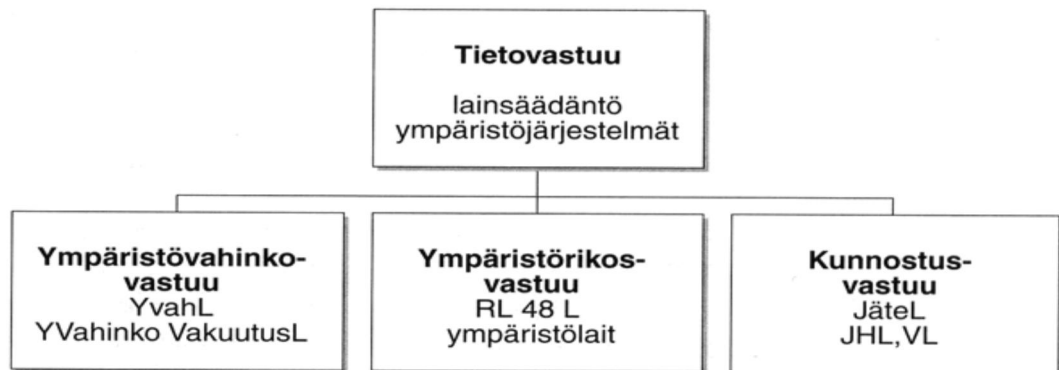 Tietovastuu
lainsäädäntö
ympäristöjärjestelmät
Ympäristövahinko-
vastuu
YvahL
YVahinko VakuutusL
Ympäristörikos-
vastuu
RL 48 L
ympäristölait
Kunnostus-
vastuu
JäteL
JHL,VL